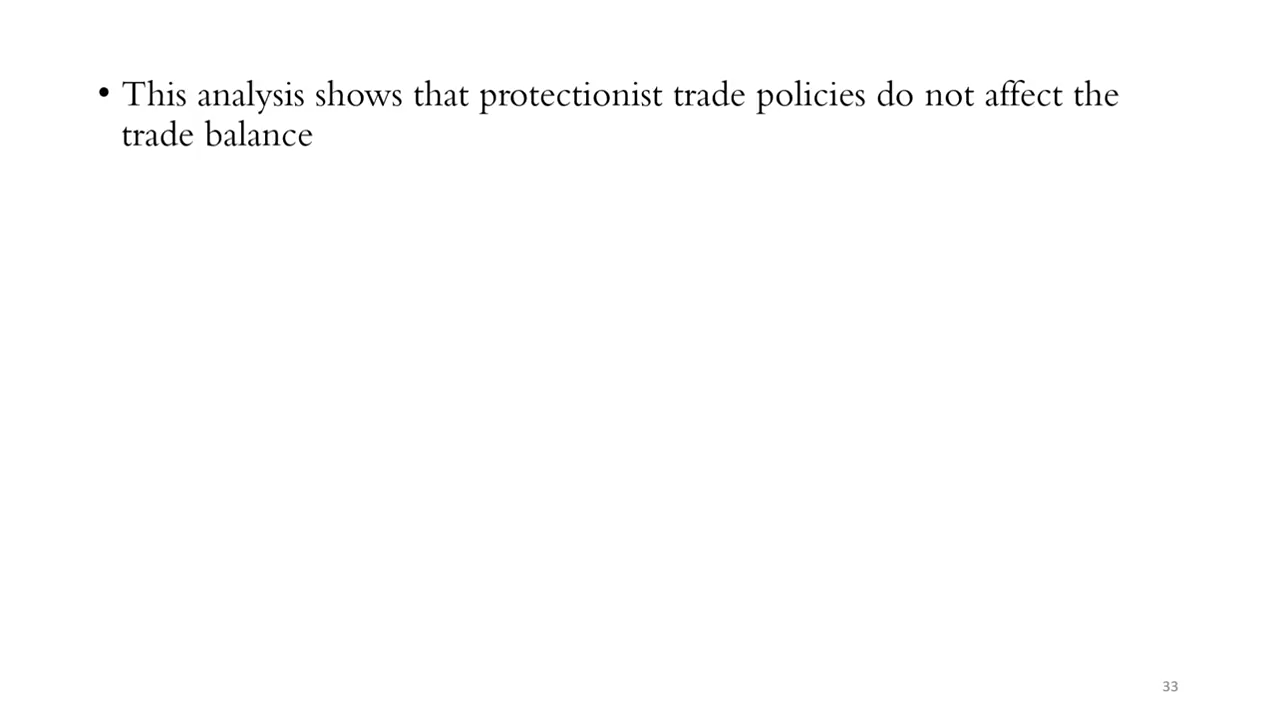 • This analysis shows that protectionist trade policies do not affect the
trade balance
33